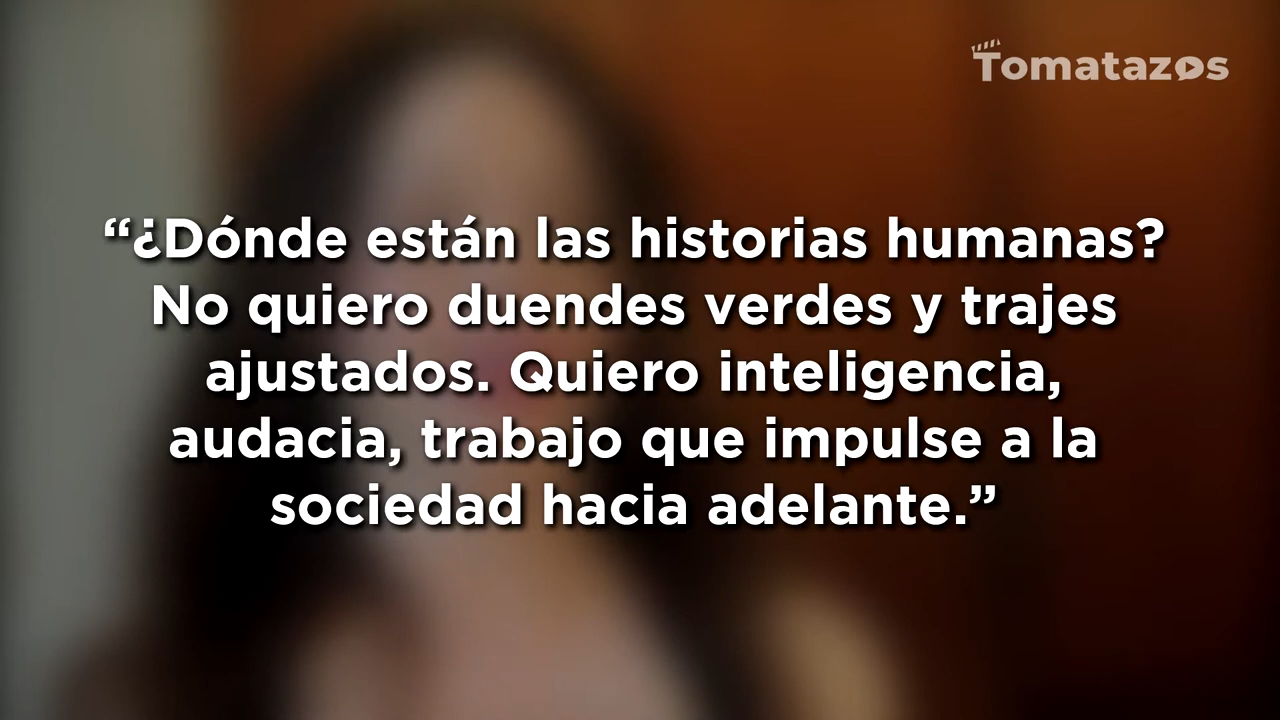 Tomatazos
“¿Dónde están las historias humanas?
No quiero duendes verdes y trajes
ajustados. Quiero inteligencia,
audacia, trabajo que impulse a la
sociedad hacia adelante.”